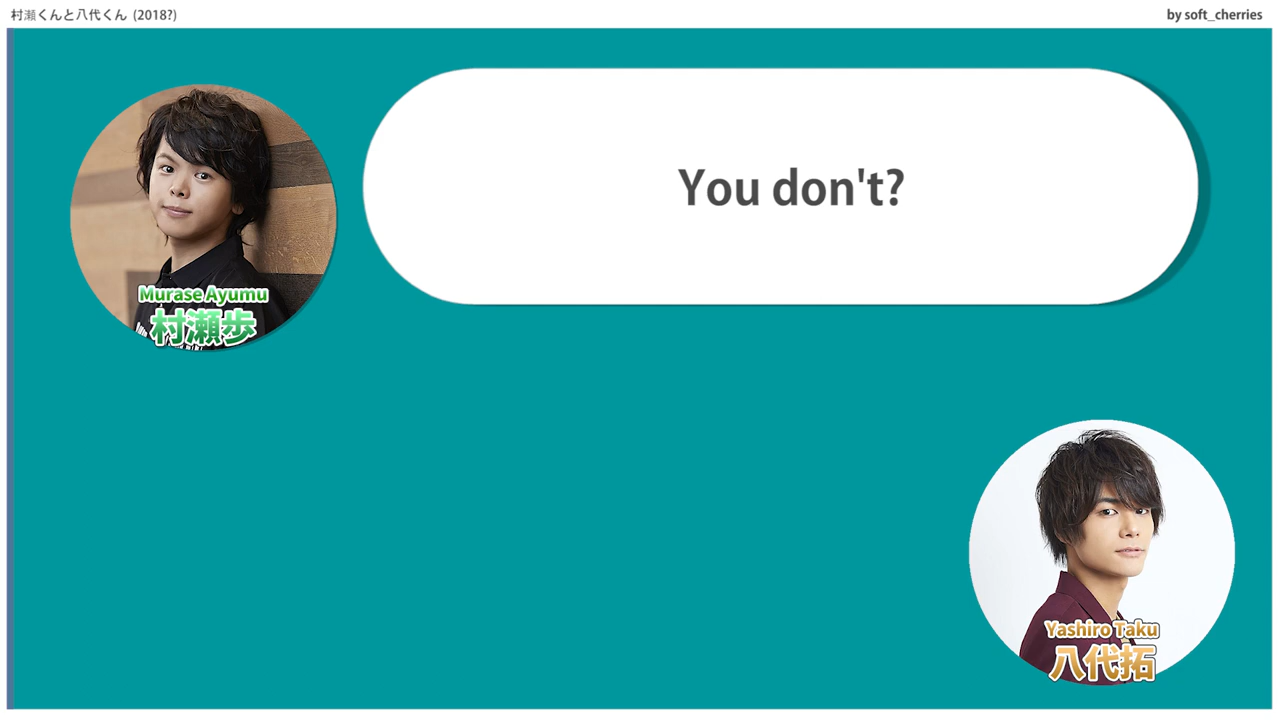 村瀬くんと八代くん (2018?)
by soft_cherries
You don't?
Murase Ayumu
村瀬歩
Yashiro Taku
八代拓